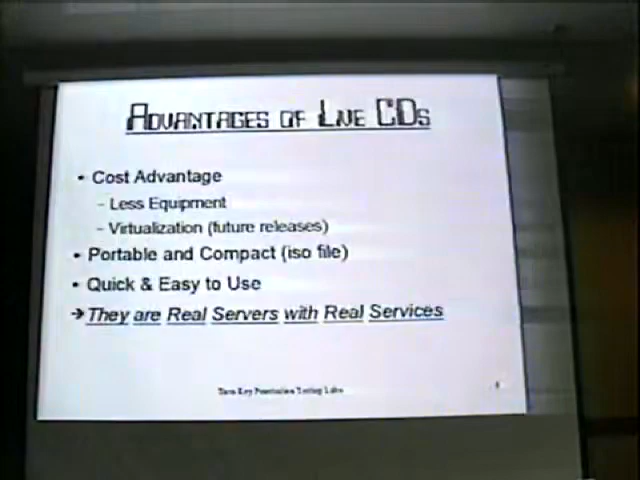 Advantages of Live CDs
• Cost Advantage
– Less Equipment
– Virtualization (future releases)
• Portable and Compact (iso file)
• Quick & Easy to Use
→ They are Real Servers with Real Services
Turn Key Penetration Testing Labs